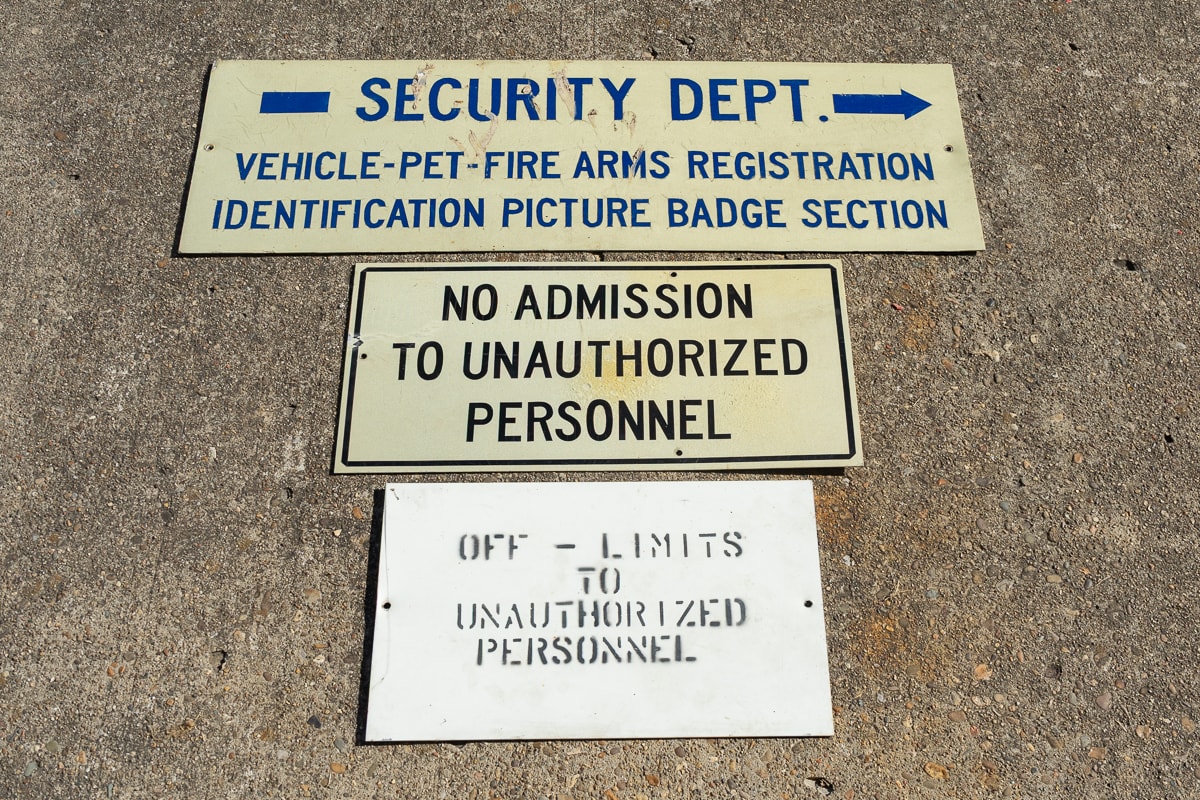 SECURITY DEPT.
VEHICLE-PET-FIRE ARMS REGISTRATION
IDENTIFICATION PICTURE BADGE SECTION
NO ADMISSION
TO UNAUTHORIZED
PERSONNEL
OFF - LIMITS
TO
UNAUTHORIZED
PERSONNEL